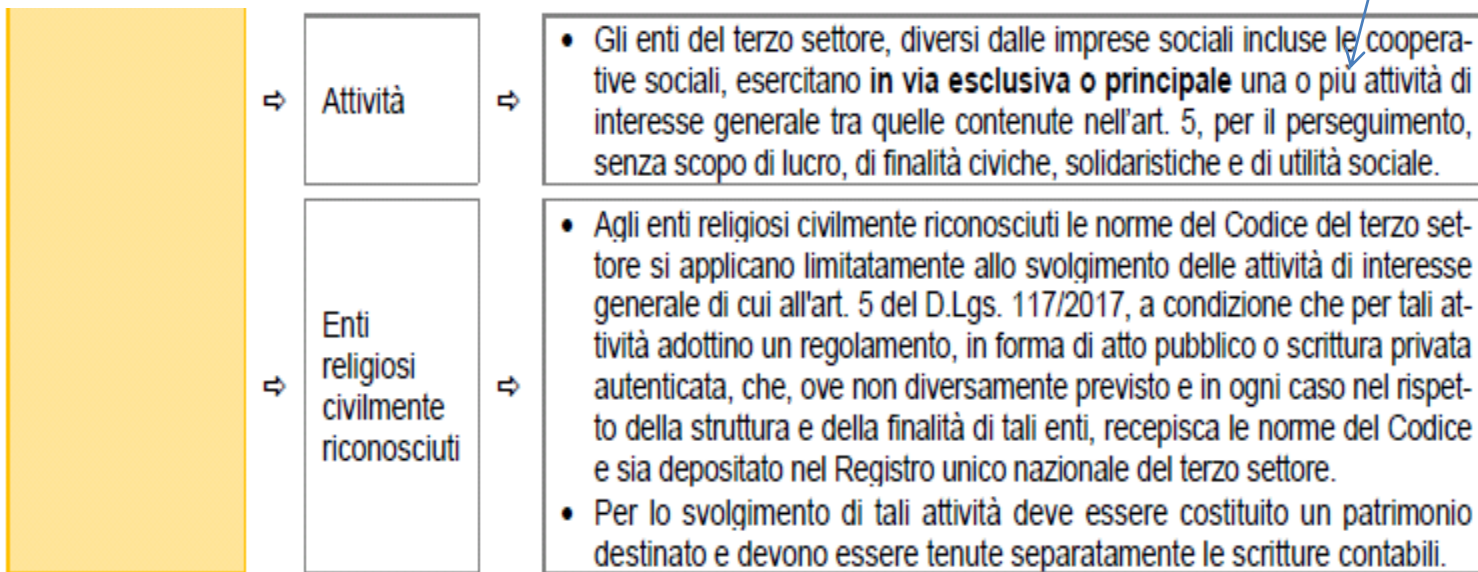 Attività
• Gli enti del terzo settore, diversi dalle imprese sociali incluse le coopera-
tive sociali, esercitano in via esclusiva o principale una o più attività di
interesse generale tra quelle contenute nell'art. 5, per il perseguimento,
senza scopo di lucro, di finalità civiche, solidaristiche e di utilità sociale.
Enti
religiosi
civilmente
riconosciuti
• Agli enti religiosi civilmente riconosciuti le norme del Codice del terzo set-
tore si applicano limitatamente allo svolgimento delle attività di interesse
generale di cui all'art. 5 del D.Lgs. 117/2017, a condizione che per tali at-
tività adottino un regolamento, in forma di atto pubblico o scrittura privata
autenticata, che, ove non diversamente previsto e in ogni caso nel rispet-
to della struttura e della finalità di tali enti, recepisca le norme del Codice
e sia depositato nel Registro unico nazionale del terzo settore.
• Per lo svolgimento di tali attività deve essere costituito un patrimonio
destinato e devono essere tenute separatamente le scritture contabili.